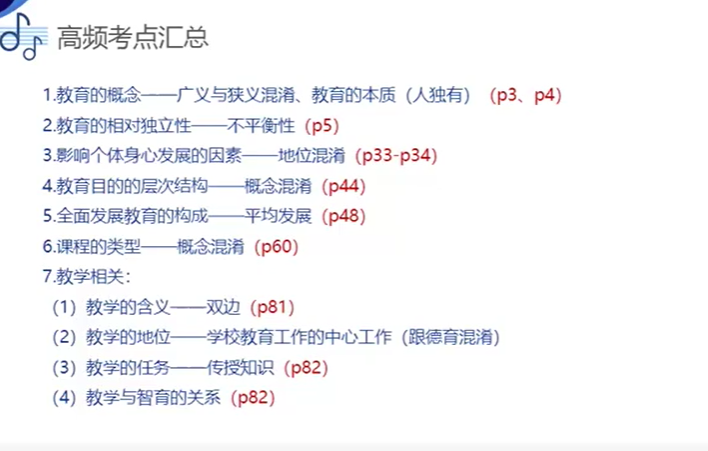 高频考点汇总
1.教育的概念——广义与狭义混淆、教育的本质（人独有）（p3、p4）
2.教育的相对独立性——不平衡性（p5）
3.影响个体身心发展的因素——地位混淆（p33-p34）
4.教育目的的层次结构——概念混淆（p44）
5.全面发展教育的构成——平均发展（p48）
6.课程的类型——概念混淆（p60）
7.教学相关：
（1）教学的含义——双边（p81）
（2）教学的地位——学校教育工作的中心工作（跟德育混淆）
（3）教学的任务——传授知识（p82）
（4）教学与智育的关系（p82）